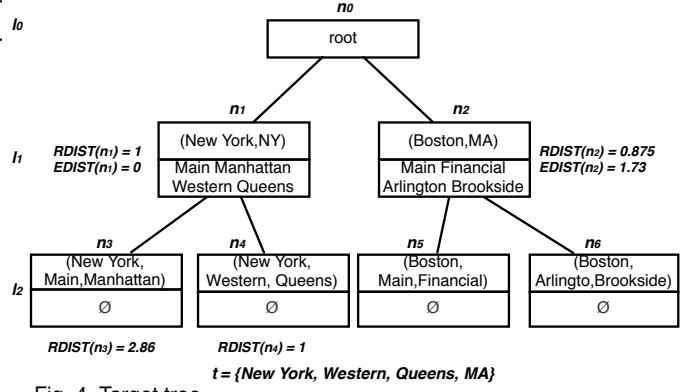 n0
l0
root
n1
n2
l1
RDIST(n1) = 1
EDIST(n1) = 0
(New York,NY)
Main Manhattan
Western Queens
(Boston,MA)
Main Financial
Arlington Brookside
RDIST(n2) = 0.875
EDIST(n2) = 1.73
n3
n4
n5
n6
l2
(New York,
Main,Manhattan)
Ø
(New York,
Western, Queens)
Ø
(Boston,
Main,Financial)
Ø
(Boston,
Arlingto,Brookside)
Ø
RDIST(n3) = 2.86
RDIST(n4) = 1
t = {New York, Western, Queens, MA}
Fig. 4. Target tree